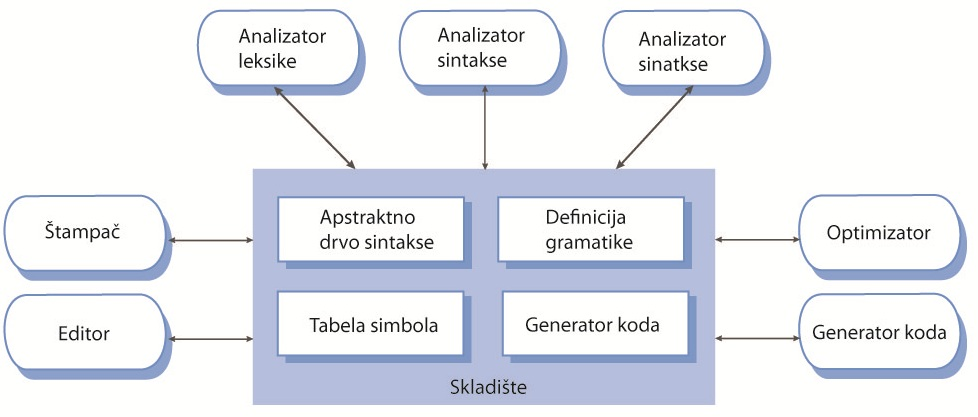 Analizator
leksike
Analizator
sintakse
Analizator
sinatkse
Štampač
Apstraktno
drvo sintakse
Definicija
gramatike
Optimizator
Editor
Tabela simbola
Generator koda
Generator koda
Skladište